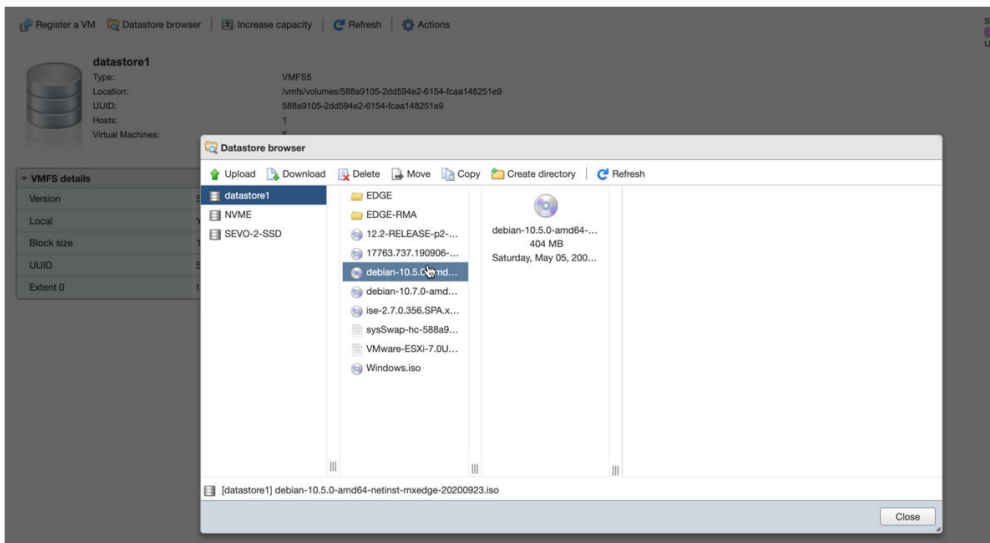 Register a VM Datastore browser Increase capacity Refresh Actions
datastore1
Type: VMFS5
Location: /vmfs/volumes/588a9105-2dd594e2-6154-fcaa148251e9
UUID: 588a9105-2dd594e2-6154-fcaa148251e9
Hosts: 1
Virtual Machines:
VMFS details
Version
Local
Block size
UUID
Extent 0
Datastore browser
Upload Download Delete Move Copy Create directory Refresh
datastore1
NVME
SEVO-2-SSD
EDGE
EDGE-RMA
12.2-RELEASE-p2-...
17763.737.190906-...
debian-10.5.0-amd...
debian-10.7.0-amd...
ise-2.7.0.356.SPA.x...
sysSwap-hc-588a9...
VMware-ESXi-7.0U...
Windows.iso
debian-10.5.0-amd64-...
404 MB
Saturday, May 05, 200...
[datastore1] debian-10.5.0-amd64-netinst-mxedge-20200923.iso
Close